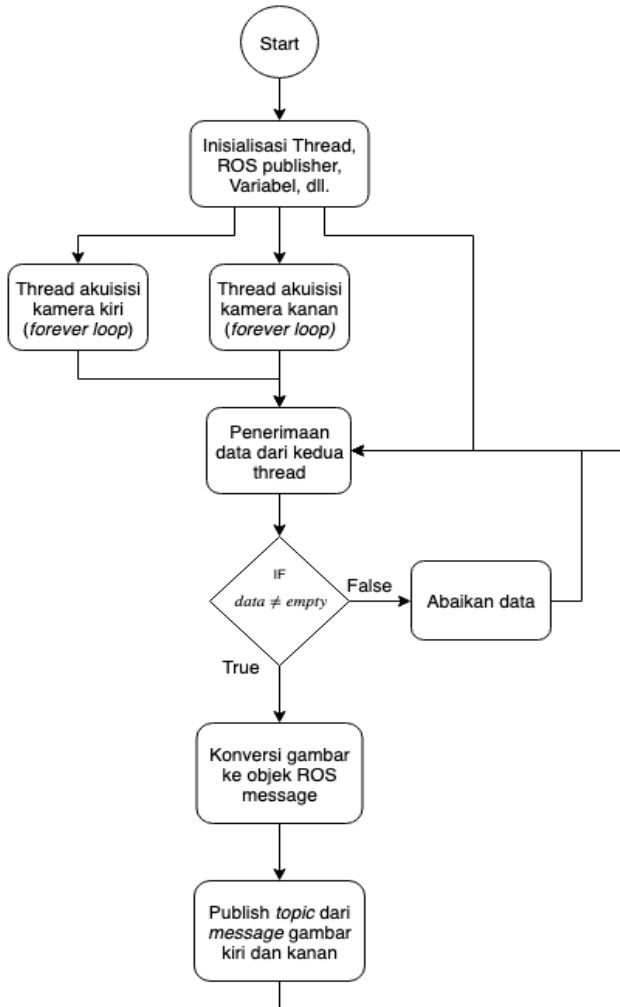 Start
Inisialisasi Thread,
ROS publisher,
Variabel, dll.
Thread akuisisi
kamera kiri
(forever loop)
Thread akuisisi
kamera kanan
(forever loop)
Penerimaan
data dari kedua
thread
IF
data ≠ empty
False
Abaikan data
True
Konversi gambar
ke objek ROS
message
Publish topic dari
message gambar
kiri dan kanan